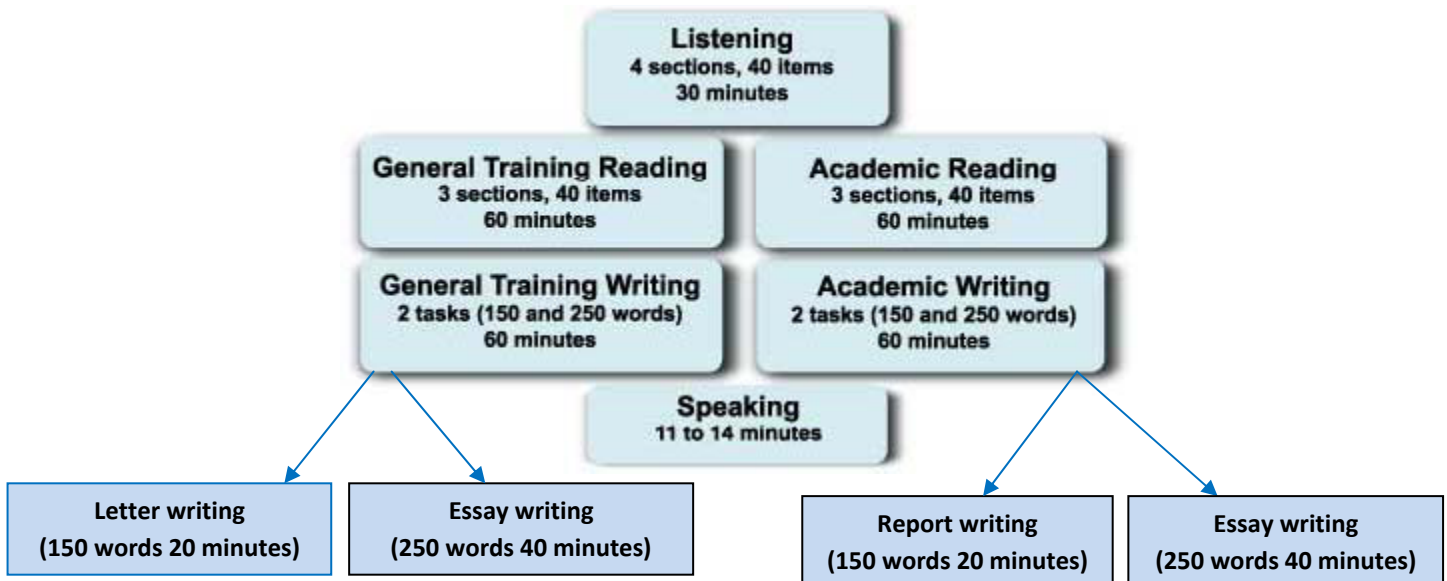 Listening
4 sections, 40 items
30 minutes
General Training Reading
3 sections, 40 items
60 minutes
Academic Reading
3 sections, 40 items
60 minutes
General Training Writing
2 tasks (150 and 250 words)
60 minutes
Academic Writing
2 tasks (150 and 250 words)
60 minutes
Speaking
11 to 14 minutes
Letter writing
(150 words 20 minutes)
Essay writing
(250 words 40 minutes)
Report writing
(150 words 20 minutes)
Essay writing
(250 words 40 minutes)